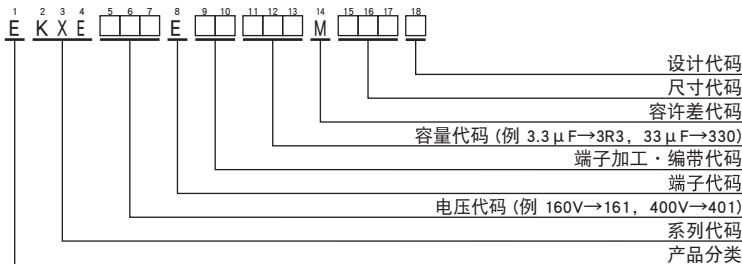 1 2 3 4 5 6 7 8 9 10 11 12 13 14 15 16 17 18
E K X E □□□ E □□ □□□ M □□□ □
设计代码
尺寸代码
容许差代码
容量代码 (例 3.3μF→3R3, 33μF→330)
端子加工・编带代码
端子代码
电压代码 (例 160V→161, 400V→401)
系列代码
产品分类